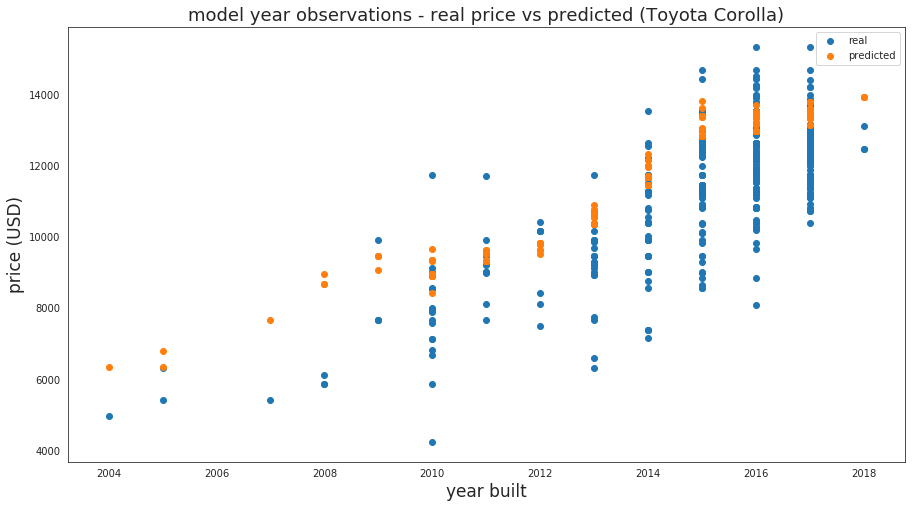 model year observations - real price vs predicted (Toyota Corolla)
real
predicted
price (USD)
14000
12000
10000
8000
6000
4000
2004 2006 2008 2010 2012 2014 2016 2018
year built